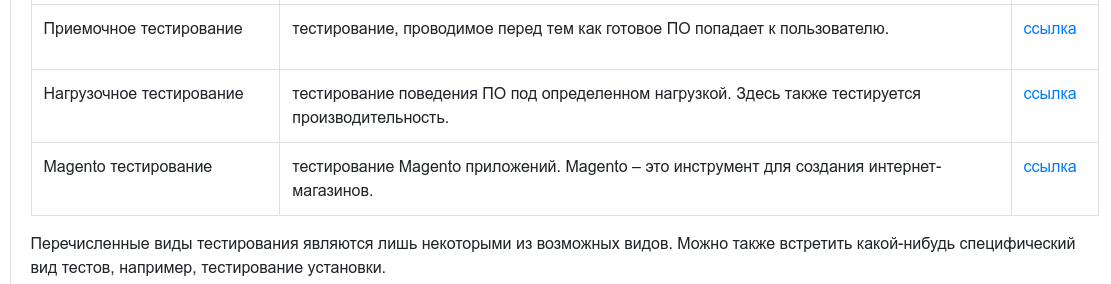 Приемочное тестирование
тестирование, проводимое перед тем как готовое ПО попадает к пользователю.
ссылка
Нагрузочное тестирование
тестирование поведения ПО под определенном нагрузкой. Здесь также тестируется
производительность.
ссылка
Magento тестирование
тестирование Magento приложений. Magento – это инструмент для создания интернет-
магазинов.
ссылка
Перечисленные виды тестирования являются лишь некоторыми из возможных видов. Можно также встретить какой-нибудь специфический
вид тестов, например, тестирование установки.